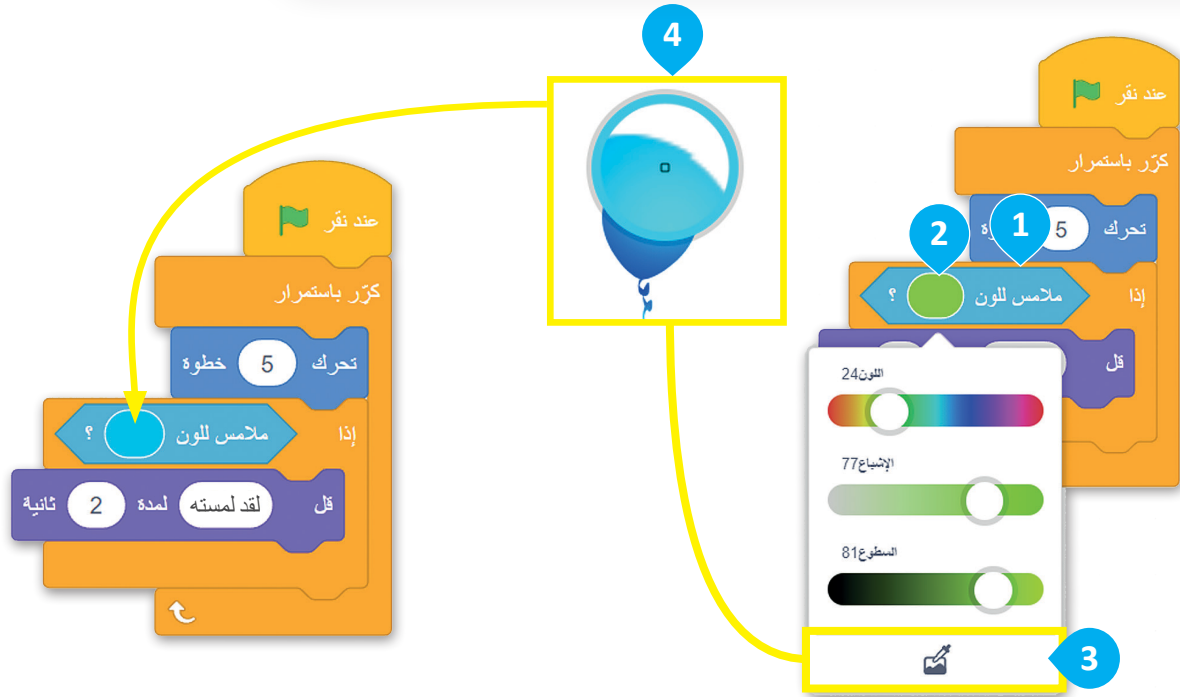 4
عند نقر
كرّر باستمرار
تحرك 5 وة
1
2
إذا ملامس للون ؟
قل
اللون24
الإشباع77
السطوع81
3
عند نقر
كرّر باستمرار
تحرك 5 خطوة
إذا ملامس للون ؟
قل لقد لمسته لمدة 2 ثانية